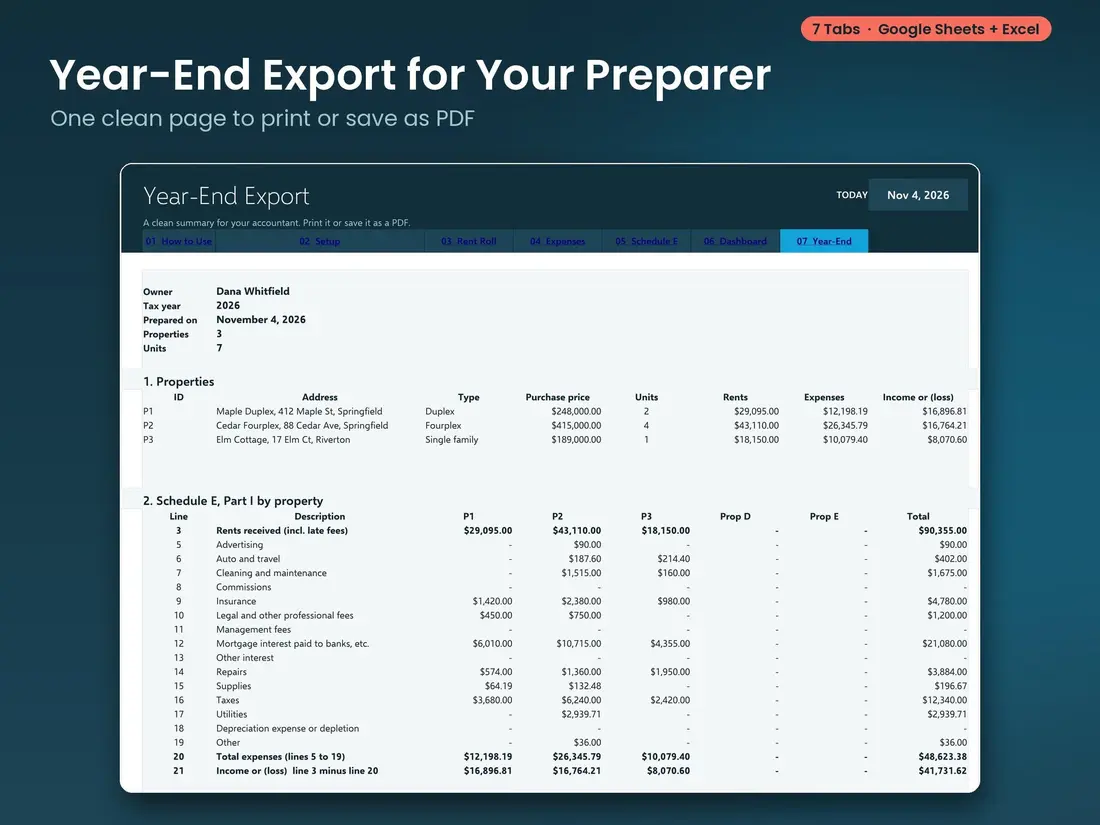 7 Tabs · Google Sheets + Excel
Year-End Export for Your Preparer
One clean page to print or save as PDF
Year-End Export
TODAY Nov 4, 2026
A clean summary for your accountant. Print it or save it as a PDF.
01 How to Use 02 Setup 03 Rent Roll 04 Expenses 05 Schedule E 06 Dashboard 07 Year-End
Owner Dana Whitfield
Tax year 2026
Prepared on November 4, 2026
Properties 3
Units 7
1. Properties
ID Address Type Purchase price Units Rents Expenses Income or (loss)
P1 Maple Duplex, 412 Maple St, Springfield Duplex $248,000.00 2 $29,095.00 $12,198.19 $16,896.81
P2 Cedar Fourplex, 88 Cedar Ave, Springfield Fourplex $415,000.00 4 $43,110.00 $26,345.79 $16,764.21
P3 Elm Cottage, 17 Elm Ct, Riverton Single family $189,000.00 1 $18,150.00 $10,079.40 $8,070.60
2. Schedule E, Part I by property
Line Description P1 P2 P3 Prop D Prop E Total
3 Rents received (incl. late fees) $29,095.00 $43,110.00 $18,150.00 - - $90,355.00
5 Advertising - $90.00 - - - $90.00
6 Auto and travel - $187.60 $214.40 - - $402.00
7 Cleaning and maintenance - $1,515.00 $160.00 - - $1,675.00
8 Commissions - - - - - -
9 Insurance $1,420.00 $2,380.00 $980.00 - - $4,780.00
10 Legal and other professional fees $450.00 $750.00 - - - $1,200.00
11 Management fees - - - - - -
12 Mortgage interest paid to banks, etc. $6,010.00 $10,715.00 $4,355.00 - - $21,080.00
13 Other interest - - - - - -
14 Repairs $574.00 $1,360.00 $1,950.00 - - $3,884.00
15 Supplies $64.19 $132.48 - - - $196.67
16 Taxes $3,680.00 $6,240.00 $2,420.00 - - $12,340.00
17 Utilities - $2,939.71 - - - $2,939.71
18 Depreciation expense or depletion - - - - - -
19 Other - $36.00 - - - $36.00
20 Total expenses (lines 5 to 19) $12,198.19 $26,345.79 $10,079.40 - - $48,623.38
21 Income or (loss) line 3 minus line 20 $16,896.81 $16,764.21 $8,070.60 - - $41,731.62